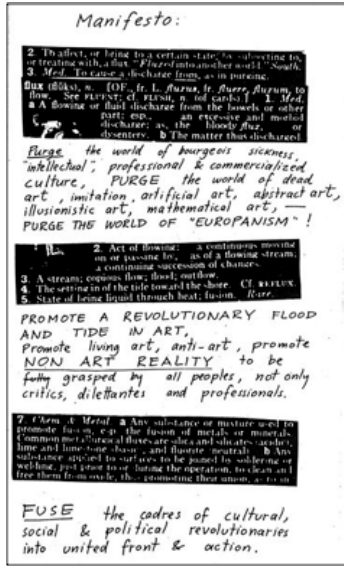 Manifesto:
2. To affect, or bring to a certain state, by subjecting to,
or treating with, a flux. "Fluxed into another world." South.
3. Med. To cause a discharge from, as in purging.
flux (flŭks), n. [OF., fr. L. fluxus, fr. fluere, fluxum, to
flow. See FLUENT; cf. FLUSH, n. (of cards).] 1. Med.
a A flowing or fluid discharge from the bowels or other
part; esp., an excessive and morbid
discharge; as, the bloody flux, or
dysentery. b The matter thus discharged.
Purge the world of bourgeois sickness,
"intellectual", professional & commercialized
culture, PURGE the world of dead
art, imitation, artificial art, abstract art,
illusionistic art, mathematical art, —
PURGE THE WORLD OF "EUROPANISM"!
2. Act of flowing: a continuous moving
on or passing by, as of a flowing stream;
a continuing succession of changes.
3. A stream; copious flow; flood; outflow.
4. The setting in of the tide toward the shore. Cf. REFLUX.
5. State of being liquid through heat; fusion. Rare.
PROMOTE A REVOLUTIONARY FLOOD
AND TIDE IN ART,
Promote living art, anti-art, promote
NON ART REALITY to be
fully grasped by all peoples, not only
critics, dilettantes and professionals.
7. Chem. & Metal. a Any substance or mixture used to
promote fusion, esp. the fusion of metals or minerals.
Common metallurgical fluxes are silica and silicates (acidic),
lime and limestone (basic), and fluorite (neutral). b Any
substance applied to surfaces to be joined by soldering or
welding, just prior to or during the operation, to clean and
free them from oxide, thus promoting their union, as
FUSE the cadres of cultural,
social & political revolutionaries
into united front & action.